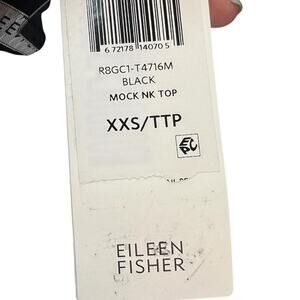 6 72178 14070 5
R8GC1-T4716M
BLACK
MOCK NK TOP
XXS/TTP
EILEEN
FISHER